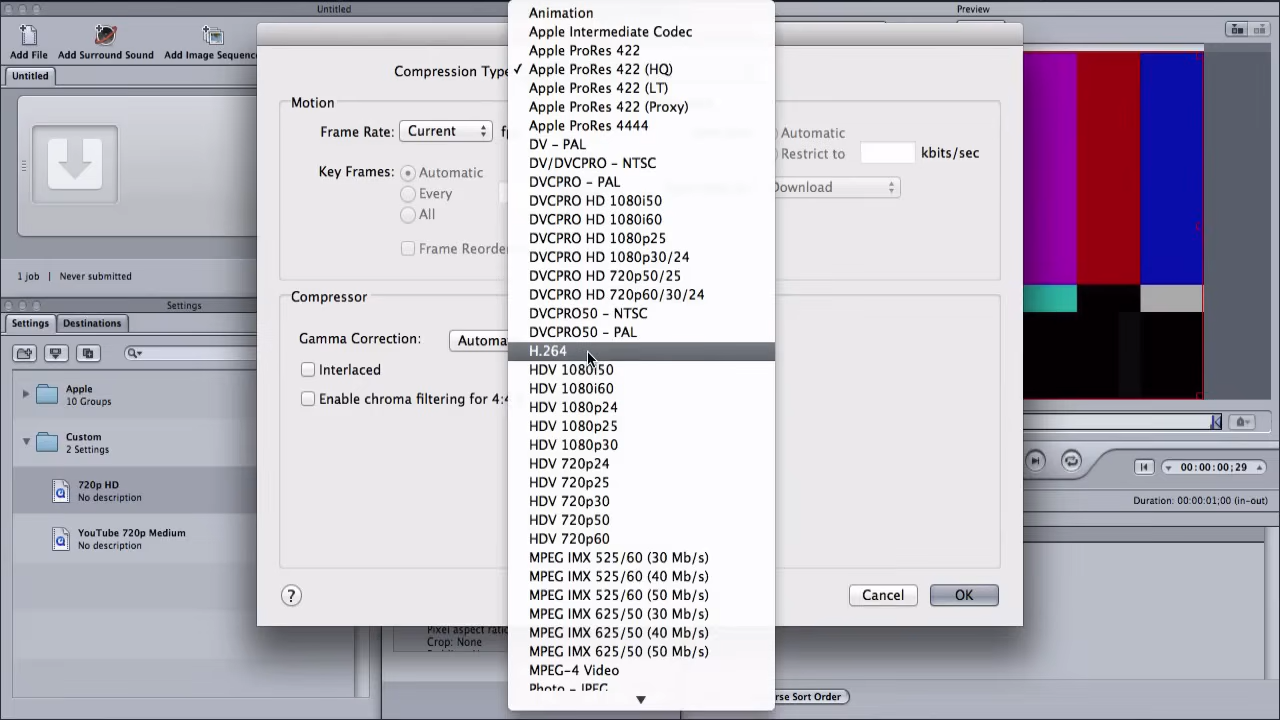 Untitled
Preview
Add File
Add Surround Sound
Add Image Sequenc
Untitled
1 job
Never submitted
Settings
Settings
Destinations
Apple
10 Groups
Custom
2 Settings
720p HD
No description
YouTube 720p Medium
No description
Compression Type
Motion
Frame Rate:
Current
Key Frames:
Automatic
Every
All
Frame Reorde
Automatic
Restrict to
kbits/sec
Download
Compressor
Gamma Correction:
Automa
Interlaced
Enable chroma filtering for 4:4
?
Cancel
OK
Animation
Apple Intermediate Codec
Apple ProRes 422
✓ Apple ProRes 422 (HQ)
Apple ProRes 422 (LT)
Apple ProRes 422 (Proxy)
Apple ProRes 4444
DV – PAL
DV/DVCPRO – NTSC
DVCPRO – PAL
DVCPRO HD 1080i50
DVCPRO HD 1080i60
DVCPRO HD 1080p25
DVCPRO HD 1080p30/24
DVCPRO HD 720p50/25
DVCPRO HD 720p60/30/24
DVCPRO50 – NTSC
DVCPRO50 – PAL
H.264
HDV 1080i50
HDV 1080i60
HDV 1080p24
HDV 1080p25
HDV 1080p30
HDV 720p24
HDV 720p25
HDV 720p30
HDV 720p50
HDV 720p60
MPEG IMX 525/60 (30 Mb/s)
MPEG IMX 525/60 (40 Mb/s)
MPEG IMX 525/60 (50 Mb/s)
MPEG IMX 625/50 (30 Mb/s)
MPEG IMX 625/50 (40 Mb/s)
MPEG IMX 625/50 (50 Mb/s)
MPEG-4 Video
Photo – JPEG
00:00:00;29
Duration: 00:00:01;00 (in-out)
Pixel aspect ratio
Crop: None
rse Sort Order